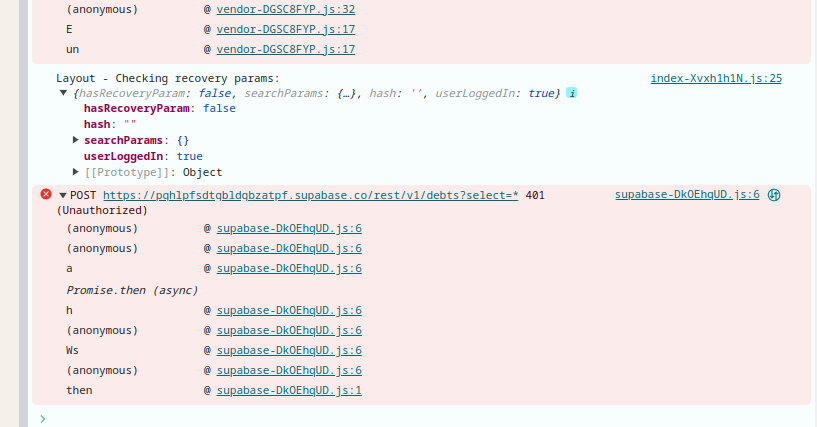 (anonymous) @ vendor-DGSC8FYP.js:32
E @ vendor-DGSC8FYP.js:17
un @ vendor-DGSC8FYP.js:17
Layout - Checking recovery params: index-Xvxh1h1N.js:25
▼ {hasRecoveryParam: false, searchParams: {…}, hash: '', userLoggedIn: true} i
hasRecoveryParam: false
hash: ""
▶ searchParams: {}
userLoggedIn: true
▶ [[Prototype]]: Object
▼ POST https://pqhlpfsdtgbldgbzatpf.supabase.co/rest/v1/debts?select=* 401 supabase-DkOEhqUD.js:6
(Unauthorized)
(anonymous) @ supabase-DkOEhqUD.js:6
(anonymous) @ supabase-DkOEhqUD.js:6
a @ supabase-DkOEhqUD.js:6
Promise.then (async)
h @ supabase-DkOEhqUD.js:6
(anonymous) @ supabase-DkOEhqUD.js:6
Ws @ supabase-DkOEhqUD.js:6
(anonymous) @ supabase-DkOEhqUD.js:6
then @ supabase-DkOEhqUD.js:1
>